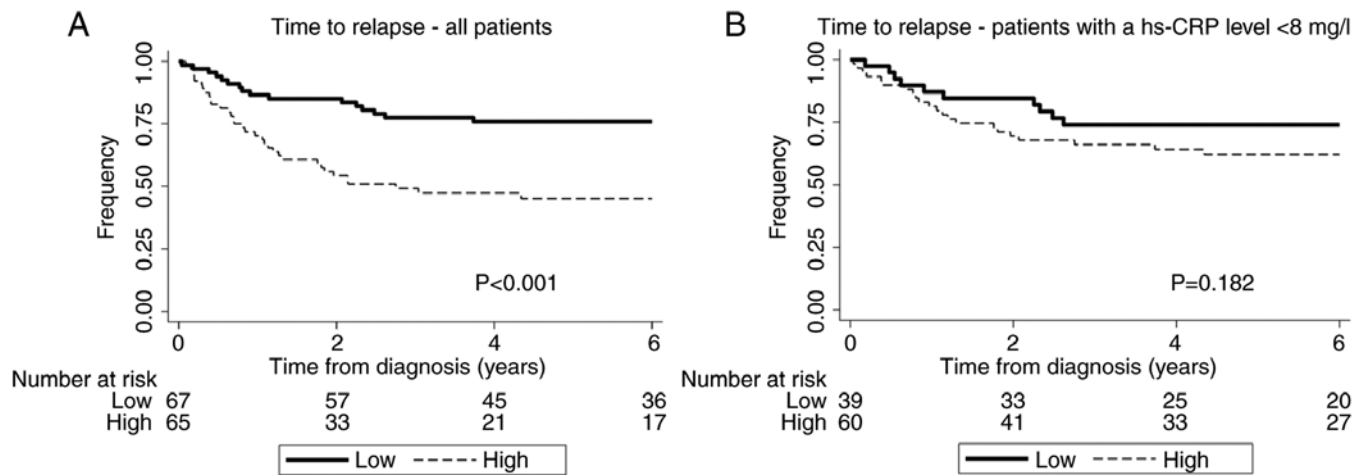 A
Time to relapse - all patients
Frequency
1.00
0.75
0.50
0.25
0.00
P<0.001
0 2 4 6
Time from diagnosis (years)
Number at risk
Low 67 57 45 36
High 65 33 21 17
Low High
B
Time to relapse - patients with a hs-CRP level <8 mg/l
Frequency
1.00
0.75
0.50
0.25
0.00
P=0.182
0 2 4 6
Time from diagnosis (years)
Number at risk
Low 39 33 25 20
High 60 41 33 27
Low High